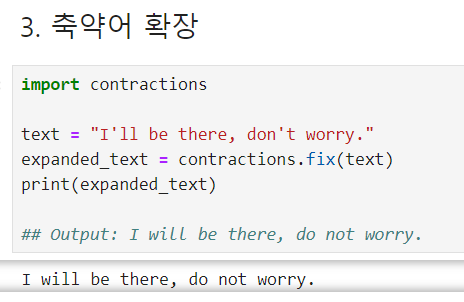 3. 축약어 확장
import contractions
text = "I'll be there, don't worry."
expanded_text = contractions.fix(text)
print(expanded_text)
## Output: I will be there, do not worry.
I will be there, do not worry.